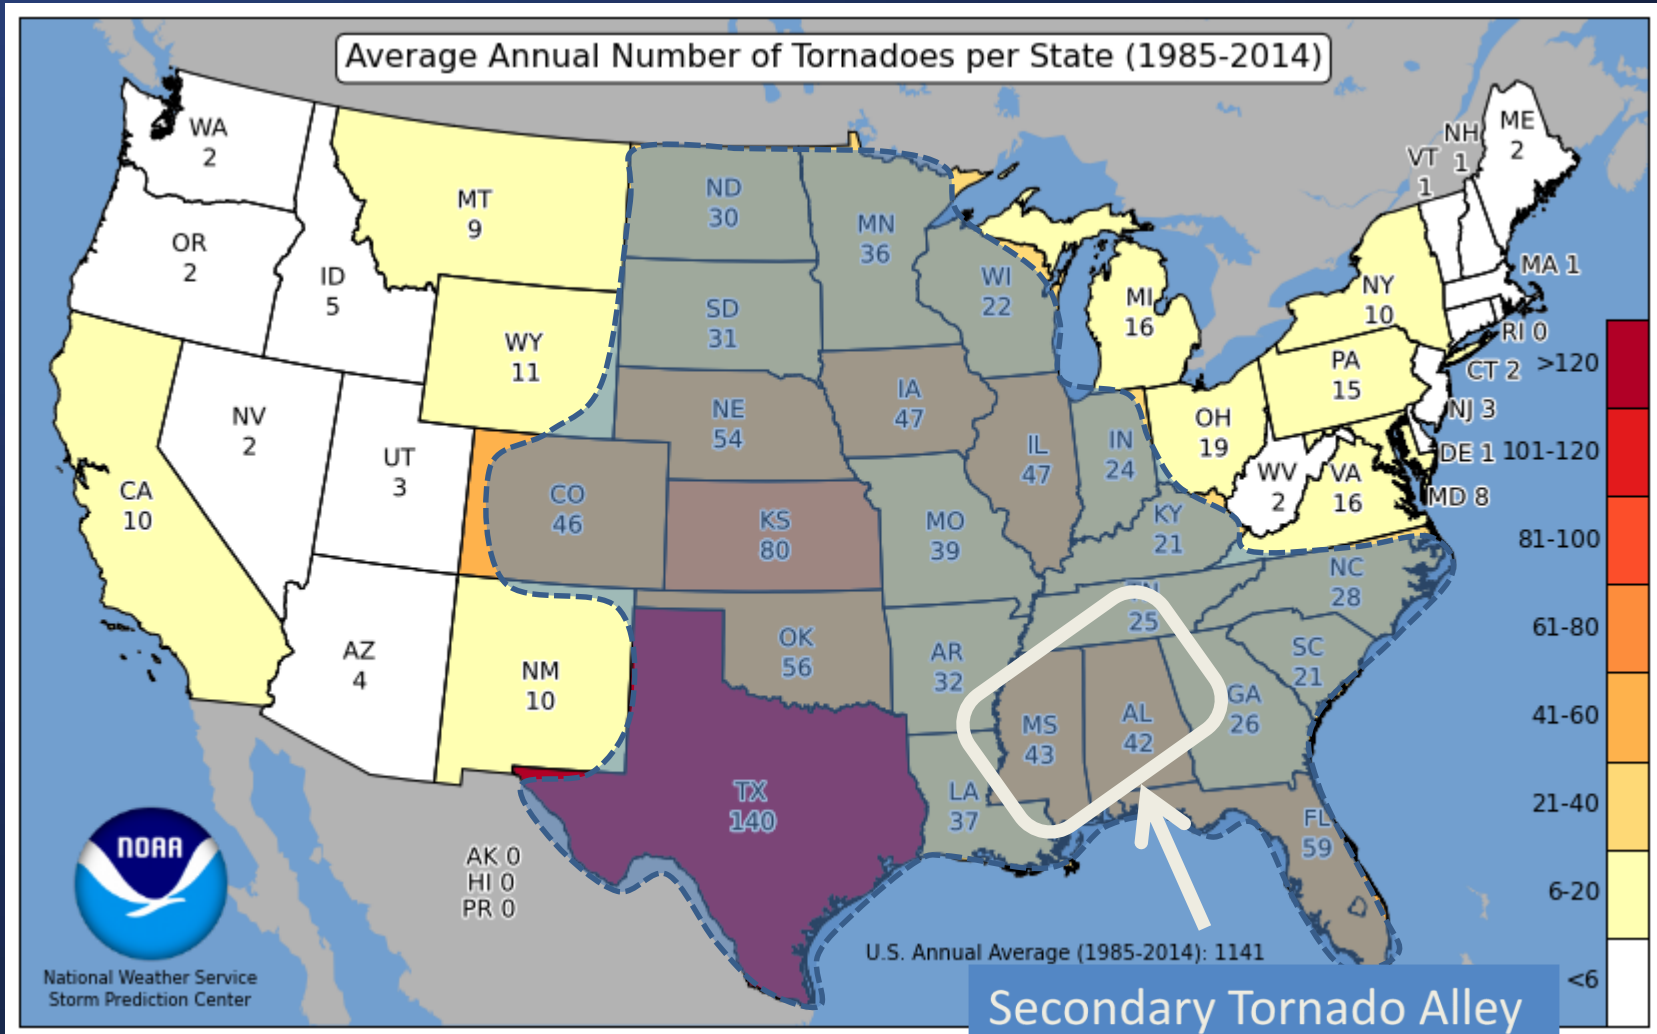 Average Annual Number of Tornadoes per State (1985-2014)
WA
2
OR
2
ID
5
MT
9
WY
11
NV
2
UT
3
CA
10
AZ
4
NM
10
CO
46
ND
30
SD
31
NE
54
KS
80
OK
56
TX
140
MN
36
IA
47
MO
39
AR
32
LA
37
WI
22
IL
47
IN
24
KY
21
TN
25
MS
43
AL
42
GA
26
FL
59
SC
21
NC
28
MI
16
OH
19
WV
2
VA
16
PA
15
NY
10
VT
1
NH
1
ME
2
MA 1
RI 0
CT 2
NJ 3
DE 1
MD 8
>120
101-120
81-100
61-80
41-60
21-40
6-20
<6
AK 0
HI 0
PR 0
NOAA
National Weather Service
Storm Prediction Center
U.S. Annual Average (1985-2014): 1141
Secondary Tornado Alley